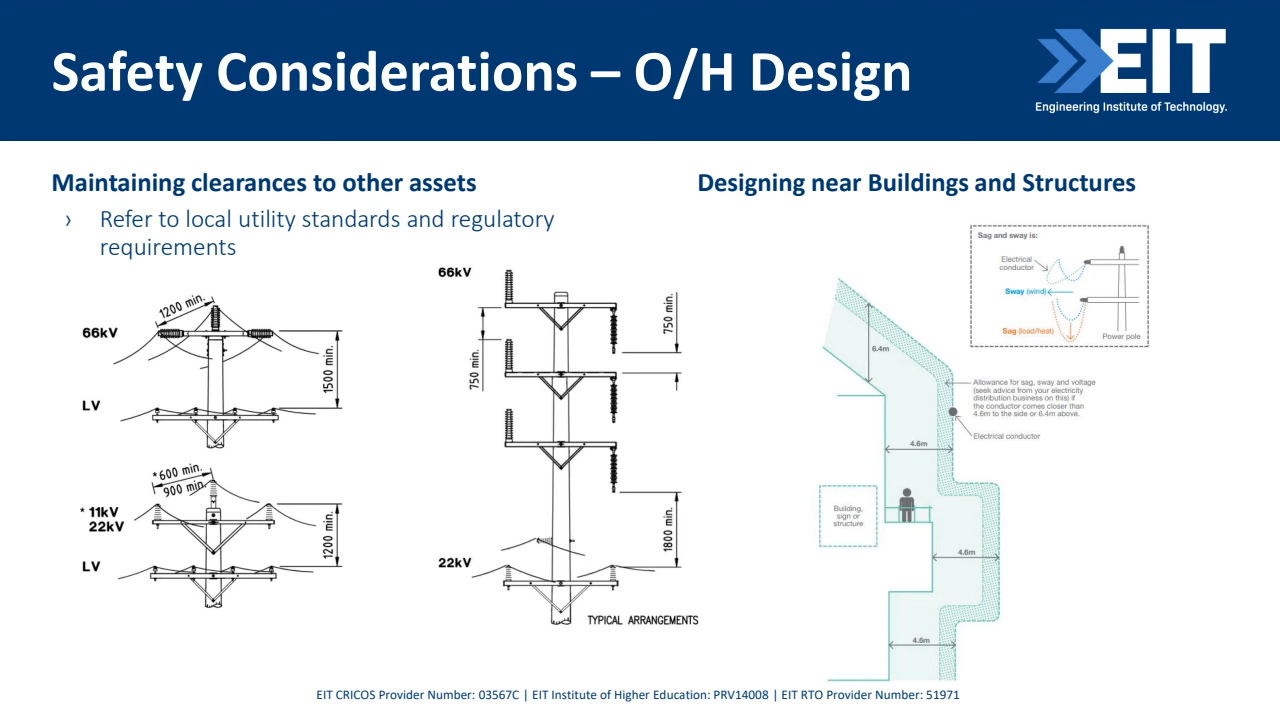 Safety Considerations – O/H Design
EIT
Engineering Institute of Technology.
Maintaining clearances to other assets
› Refer to local utility standards and regulatory
requirements
66kV
1200 min.
1500 min.
LV
*600 min.
900 min.
* 11kV
22kV
1200 min.
LV
66kV
750 min.
750 min.
1800 min.
22kV
TYPICAL ARRANGEMENTS
Designing near Buildings and Structures
Sag and sway is:
Electrical
conductor
Sway (wind)
Sag (load/heat)
Power pole
6.4m
Allowance for sag, sway and voltage
(seek advice from your electricity
distribution business on this) if
the conductor comes closer than
4.6m to the side or 6.4m above.
Electrical conductor
4.6m
Building,
sign or
structure
4.6m
4.6m
EIT CRICOS Provider Number: 03567C | EIT Institute of Higher Education: PRV14008 | EIT RTO Provider Number: 51971